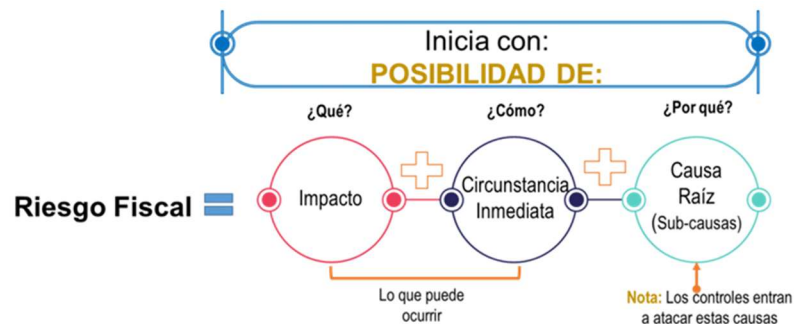 Inicia con:
POSIBILIDAD DE:
¿Qué?
¿Cómo?
¿Por qué?
Riesgo Fiscal
Impacto
Circunstancia
Inmediata
Causa
Raíz
(Sub-causas)
Lo que puede
ocurrir
Nota: Los controles entran
a atacar estas causas